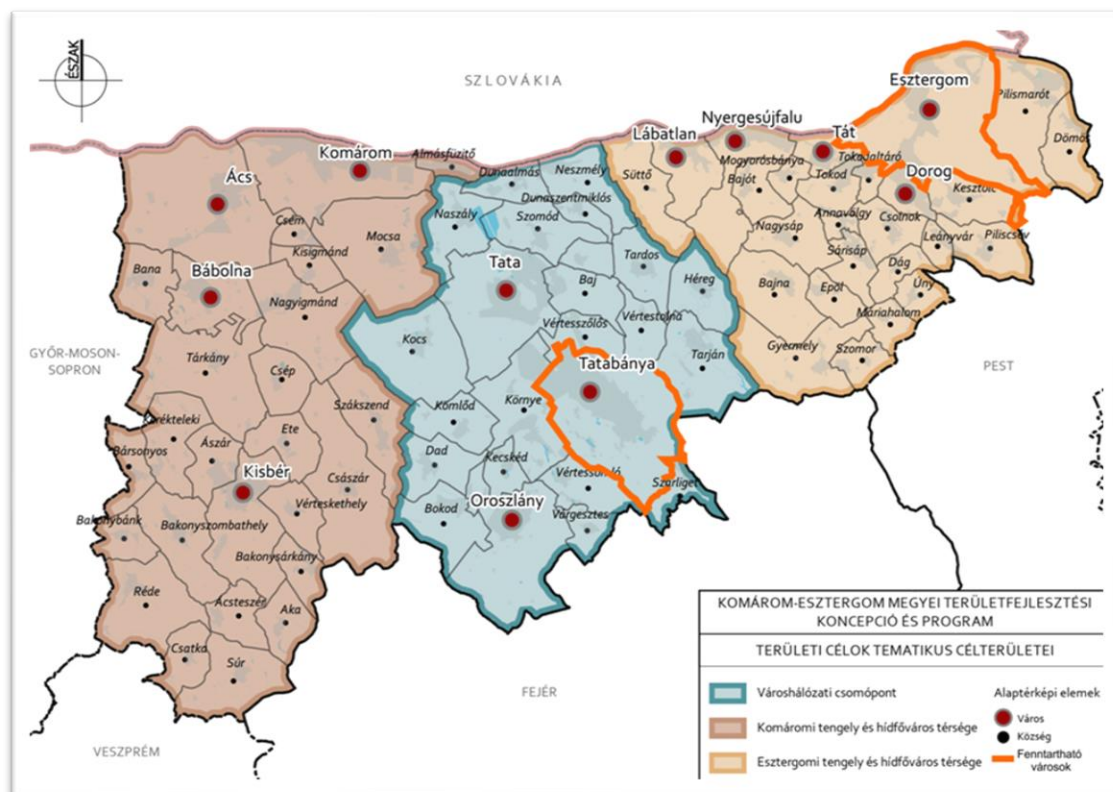 ÉSZAK
SZLOVÁKIA
Esztergom
Pilismarót
Nyergesújfalu
Lábatlan
Tát
Dömös
Komárom
Almásfüzitő
Mogyorósbánya
Tokodaltáró
Ács
Dunaalmás
Neszmély
Süttő
Bajót
Tokod
Dorog
Kesztölc
Naszály
Dunaszentmiklós
Szomód
Annavölgy
Csolnok
Csém
Mocsa
Nagysáp
Sárisáp
Leányvár
Piliscsév
Kisigmánd
Bana
Bábolna
Tata
Tardos
Dág
Baj
Héreg
Bajna
Epöl
Úny
Nagyigmánd
Vértesszőlős
Vértestolna
Máriahalom
GYŐR-MOSON-
SOPRON
Tárkány
Kocs
Tarján
Gyermely
Szomor
PEST
Csép
Tatabánya
Szákszend
Kömlőd
Környe
Kerékteleki
Ete
Bársonyos
Ászár
Dad
Kecskéd
Kisbér
Császár
Vértessomló
Szárliget
Vérteskethely
Bokod
Oroszlány
Várgesztes
Bakonybánk
Bakonyszombathely
Bakonysárkány
Réde
Ácsteszér
Aka
Csatka
Súr
VESZPRÉM
FEJÉR
KOMÁROM-ESZTERGOM MEGYEI TERÜLETFEJLESZTÉSI
KONCEPCIÓ ÉS PROGRAM
TERÜLETI CÉLOK TEMATIKUS CÉLTERÜLETEI
Városhálózati csomópont
Komáromi tengely és hídfőváros térsége
Esztergomi tengely és hídfőváros térsége
Alaptérképi elemek
Város
Község
Fenntartható
városok